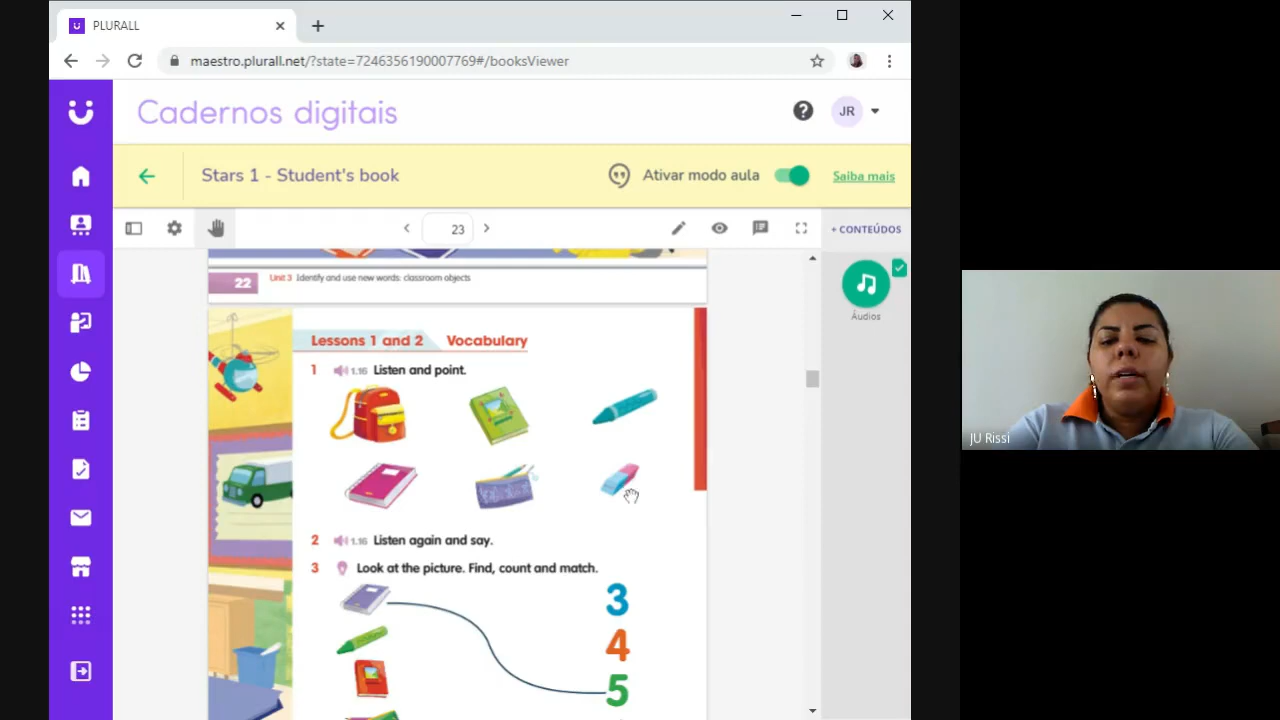 PLURALL
maestro.plurall.net/?state=7246356190007769#/booksViewer
Cadernos digitais
JR
Stars 1 - Student's book
Ativar modo aula
Saiba mais
23
+ CONTEÚDOS
Áudios
22 Unit 3 Identify and use new words: classroom objects
Lessons 1 and 2 Vocabulary
1 1.16 Listen and point.
2 1.16 Listen again and say.
3 Look at the picture. Find, count and match.
3
4
5
JU Rissi